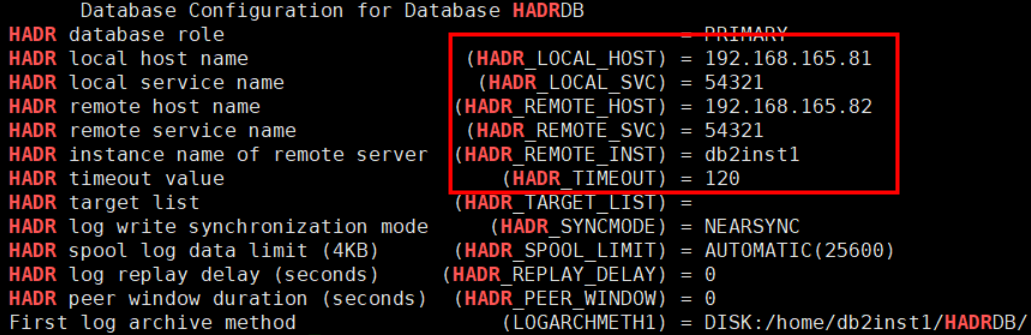 Database Configuration for Database HADRDB
HADR database role = PRIMARY
HADR local host name (HADR_LOCAL_HOST) = 192.168.165.81
HADR local service name (HADR_LOCAL_SVC) = 54321
HADR remote host name (HADR_REMOTE_HOST) = 192.168.165.82
HADR remote service name (HADR_REMOTE_SVC) = 54321
HADR instance name of remote server (HADR_REMOTE_INST) = db2inst1
HADR timeout value (HADR_TIMEOUT) = 120
HADR target list (HADR_TARGET_LIST) =
HADR log write synchronization mode (HADR_SYNCMODE) = NEARSYNC
HADR spool log data limit (4KB) (HADR_SPOOL_LIMIT) = AUTOMATIC(25600)
HADR log replay delay (seconds) (HADR_REPLAY_DELAY) = 0
HADR peer window duration (seconds) (HADR_PEER_WINDOW) = 0
First log archive method (LOGARCHMETH1) = DISK:/home/db2inst1/HADRDB/